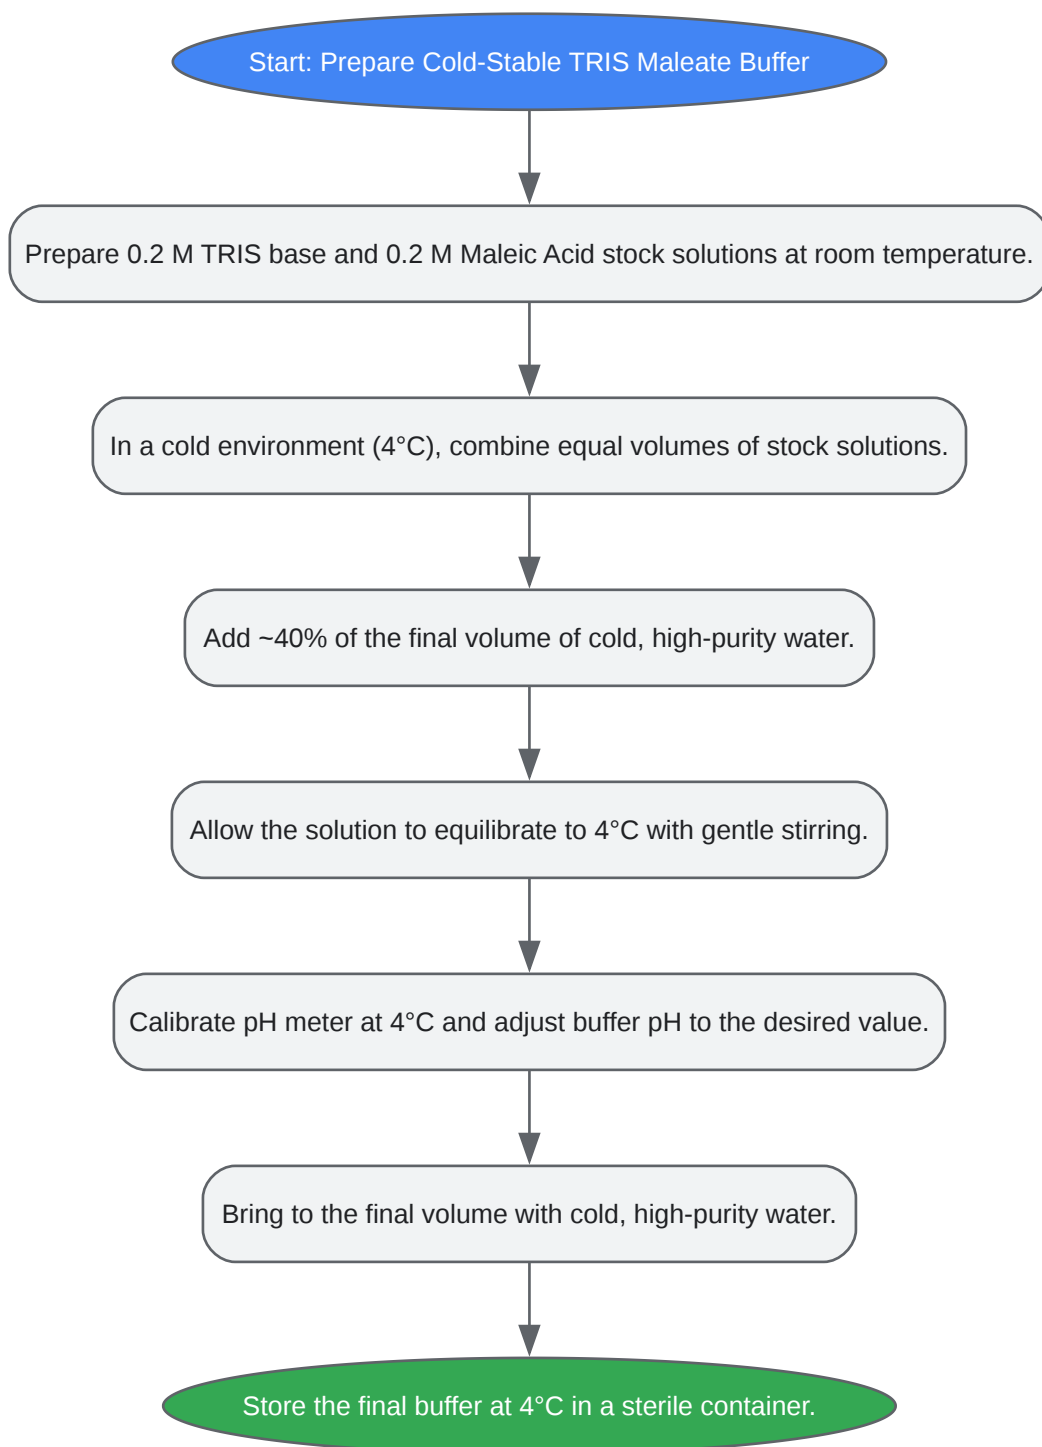 Start: Prepare Cold-Stable TRIS Maleate Buffer
Prepare 0.2 M TRIS base and 0.2 M Maleic Acid stock solutions at room temperature.
In a cold environment (4°C), combine equal volumes of stock solutions.
Add ~40% of the final volume of cold, high-purity water.
Allow the solution to equilibrate to 4°C with gentle stirring.
Calibrate pH meter at 4°C and adjust buffer pH to the desired value.
Bring to the final volume with cold, high-purity water.
Store the final buffer at 4°C in a sterile container.